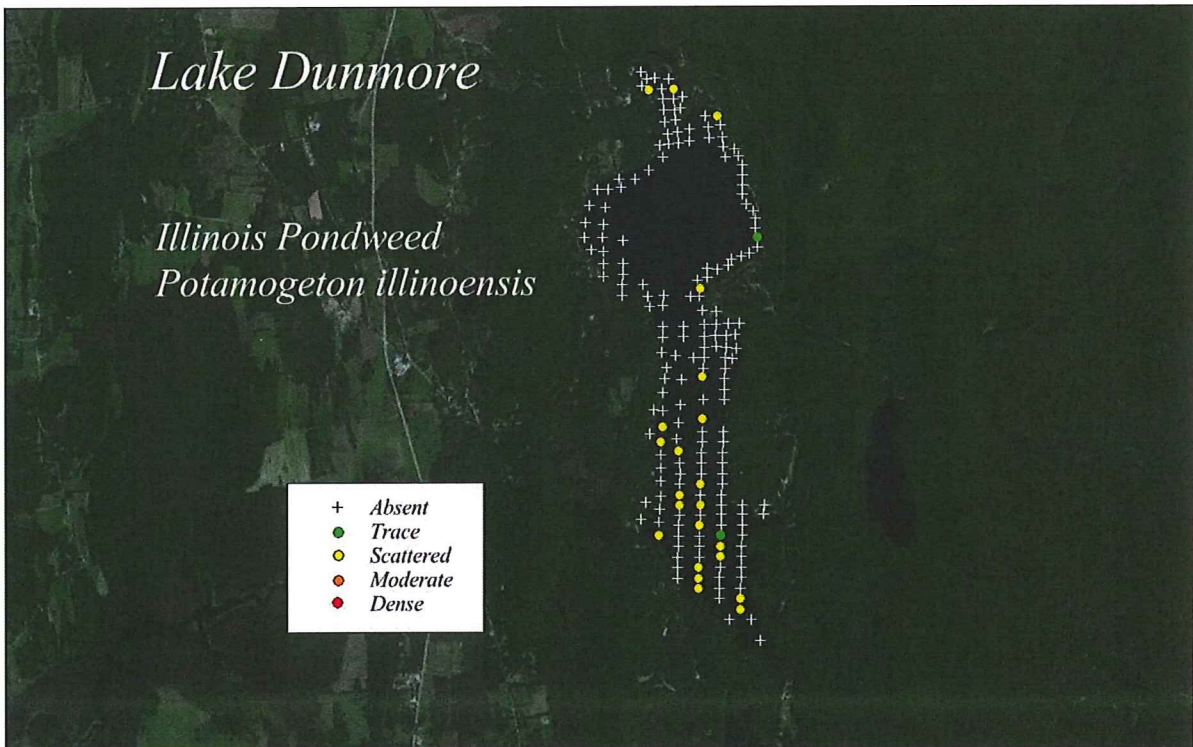 Lake Dunmore
Illinois Pondweed
Potamogeton illinoensis
Absent
Trace
Scattered
Moderate
Dense